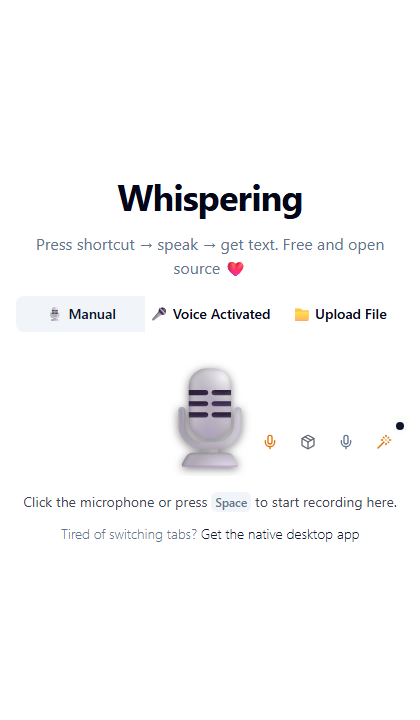 Whispering
Press shortcut → speak → get text. Free and open
source ❤️
Manual
Voice Activated
Upload File
Click the microphone or press Space to start recording here.
Tired of switching tabs? Get the native desktop app